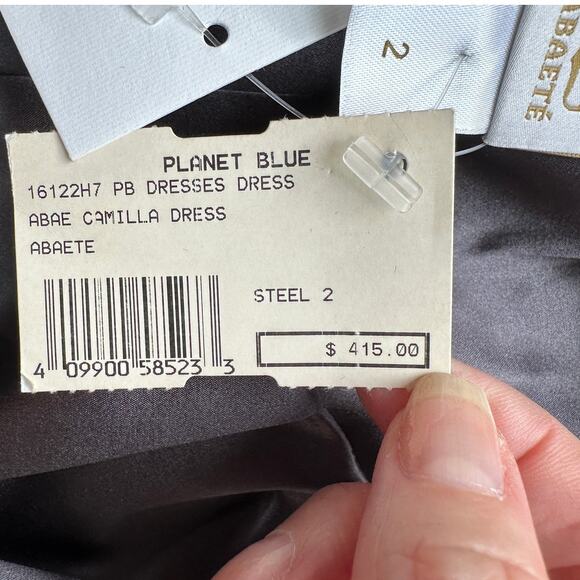 2
ABAETÉ
PLANET BLUE
16122H7 PB DRESSES DRESS
ABAE CAMILLA DRESS
ABAETE
STEEL 2
$ 415.00
4 09900 58523 3